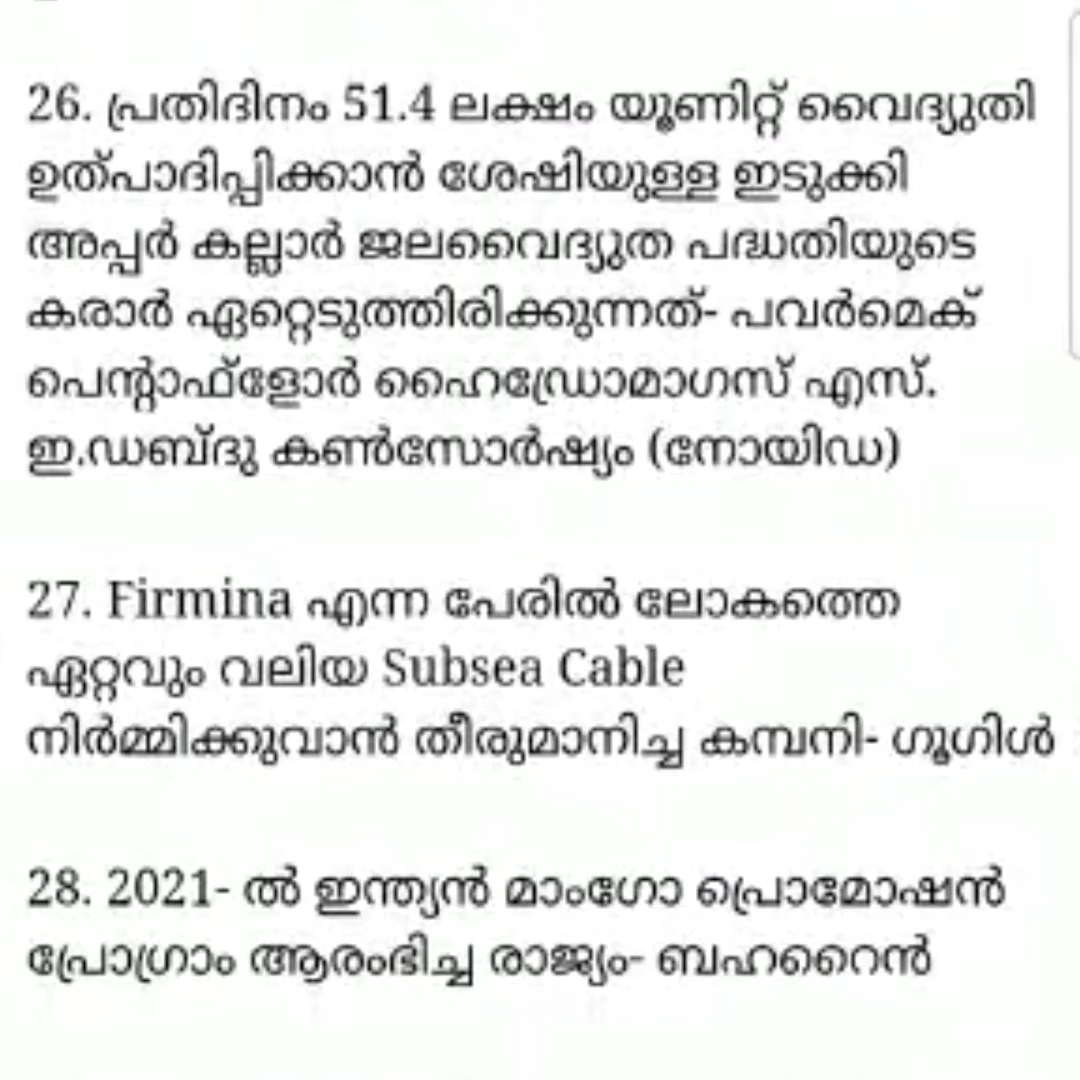 26. പ്രതിദിനം 51.4 ലക്ഷം യൂണിറ്റ് വൈദ്യുതി
ഉത്പാദിപ്പിക്കാൻ ശേഷിയുള്ള ഇടുക്കി
അപ്പർ കല്ലാർ ജലവൈദ്യുത പദ്ധതിയുടെ
കരാർ ഏറ്റെടുത്തിരിക്കുന്നത്- പവർമെക്
പെന്റാഫ്ളോർ ഹൈഡ്രോമാഗസ് എസ്.
ഇ.ഡബ്ദു കൺസോർഷ്യം (നോയിഡ)
27. Firmina എന്ന പേരിൽ ലോകത്തെ
ഏറ്റവും വലിയ Subsea Cable
നിർമ്മിക്കുവാൻ തീരുമാനിച്ച കമ്പനി- ഗൂഗിൾ
28. 2021- ൽ ഇന്ത്യൻ മാംഗോ പ്രൊമോഷൻ
പ്രോഗ്രാം ആരംഭിച്ച രാജ്യം- ബഹറൈൻ